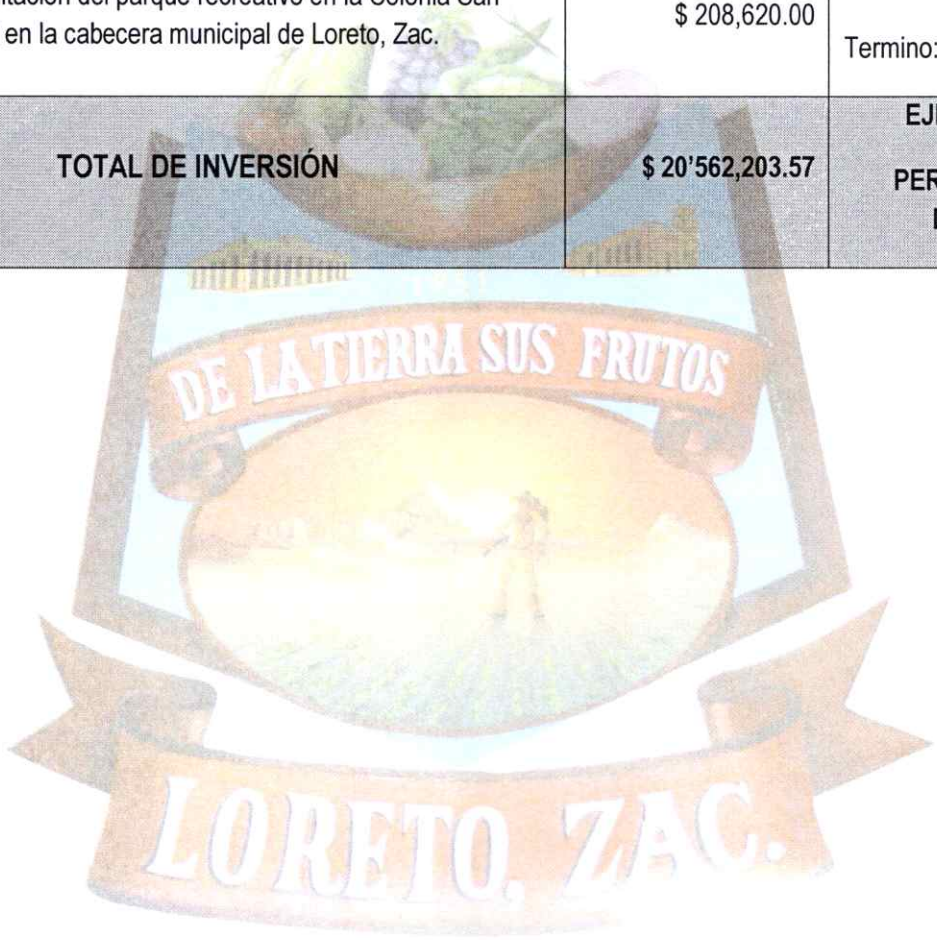 en la cabecera municipal de Loreto, Zac.
$ 208,620.00
Termino:
TOTAL DE INVERSIÓN
$ 20'562,203.57
DE LA TIERRA SUS FRUTOS
LORETO, ZAC.